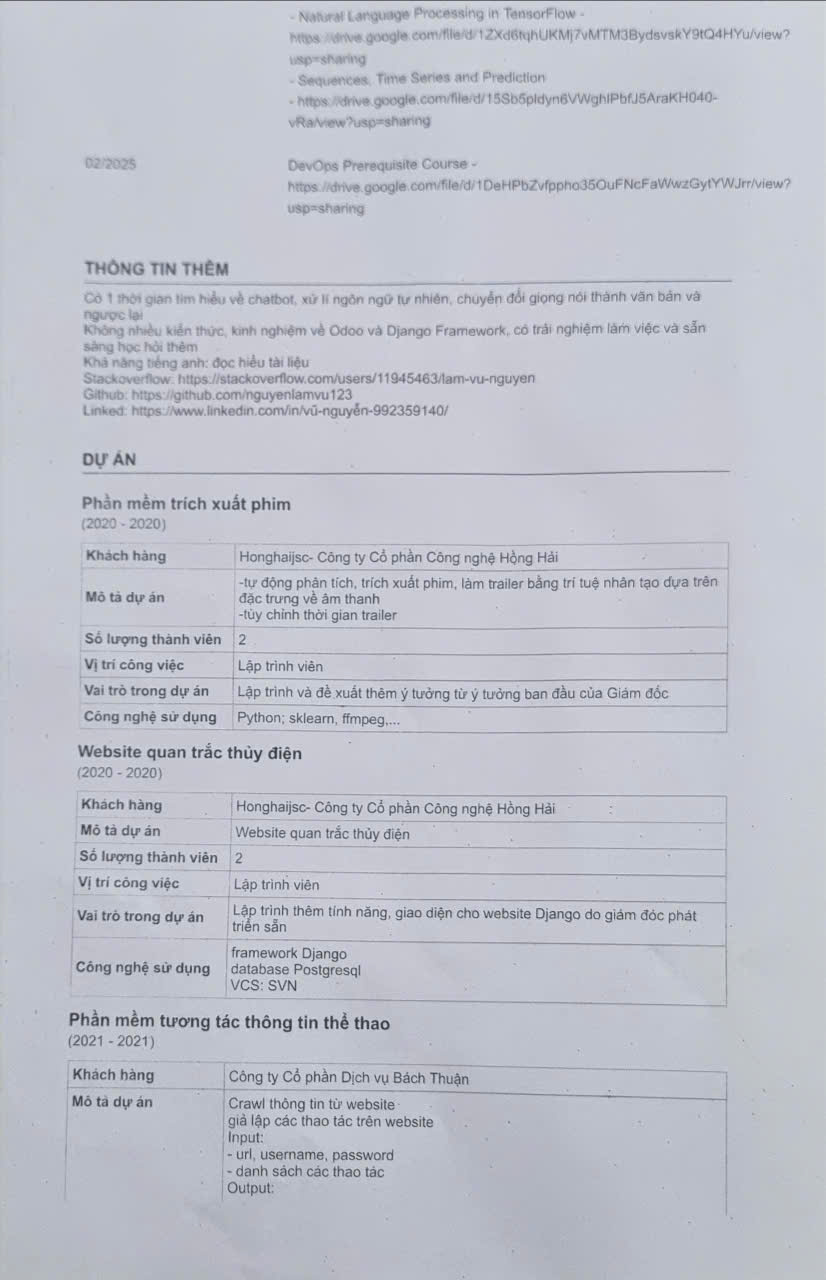 - Natural Language Processing in TensorFlow -
https://drive.google.com/file/d/1ZXd6tqhUKMj7vMTM3BydsvskY9tQ4HYu/view?
usp=sharing
- Sequences, Time Series and Prediction
- https://drive.google.com/file/d/15Sb5pldyn6VWghIPbfJ5AraKH040-
vRa/view?usp=sharing
02/2025 DevOps Prerequisite Course -
https://drive.google.com/file/d/1DeHPbZvfppho35OuFNcFaWwzGytYWJrr/view?
usp=sharing
THÔNG TIN THÊM
Có 1 thời gian tìm hiểu về chatbot, xử lí ngôn ngữ tự nhiên, chuyển đổi giọng nói thành văn bản và
ngược lại
Không nhiều kiến thức, kinh nghiệm về Odoo và Django Framework, có trải nghiệm làm việc và sẵn
sàng học hỏi thêm
Khả năng tiếng anh: đọc hiểu tài liệu
Stackoverflow: https://stackoverflow.com/users/11945463/lam-vu-nguyen
Github: https://github.com/nguyenlamvu123
Linked: https://www.linkedin.com/in/vũ-nguyễn-992359140/
DỰ ÁN
Phần mềm trích xuất phim
(2020 - 2020)
Khách hàng Honghaijsc- Công ty Cổ phần Công nghệ Hồng Hải
Mô tả dự án -tự động phân tích, trích xuất phim, làm trailer bằng trí tuệ nhân tạo dựa trên
đặc trưng về âm thanh
-tùy chỉnh thời gian trailer
Số lượng thành viên 2
Vị trí công việc Lập trình viên
Vai trò trong dự án Lập trình và đề xuất thêm ý tưởng từ ý tưởng ban đầu của Giám đốc
Công nghệ sử dụng Python; sklearn, ffmpeg,...
Website quan trắc thủy điện
(2020 - 2020)
Khách hàng Honghaijsc- Công ty Cổ phần Công nghệ Hồng Hải
Mô tả dự án Website quan trắc thủy điện
Số lượng thành viên 2
Vị trí công việc Lập trình viên
Vai trò trong dự án Lập trình thêm tính năng, giao diện cho website Django do giám đóc phát
triển sẵn
Công nghệ sử dụng framework Django
database Postgresql
VCS: SVN
Phần mềm tương tác thông tin thể thao
(2021 - 2021)
Khách hàng Công ty Cổ phần Dịch vụ Bách Thuận
Mô tả dự án Crawl thông tin từ website
giả lập các thao tác trên website
Input:
- url, username, password
- danh sách các thao tác
Output: